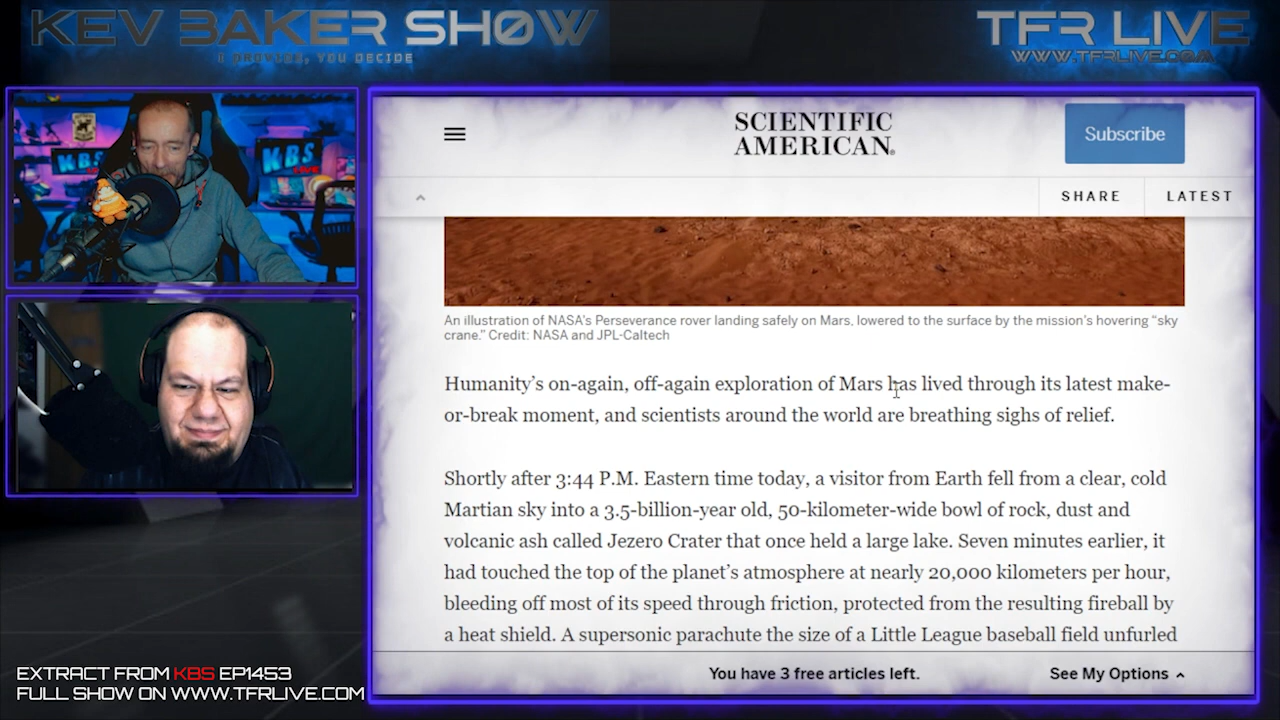 KEV BAKER SHOW
I PROVIDE, YOU DECIDE
TFR LIVE
WWW.TFRLIVE.COM
KBS
KBS
SCIENTIFIC
AMERICAN®
Subscribe
SHARE
LATEST
An illustration of NASA's Perseverance rover landing safely on Mars, lowered to the surface by the mission's hovering “sky
crane.” Credit: NASA and JPL-Caltech
Humanity's on-again, off-again exploration of Mars has lived through its latest make-
or-break moment, and scientists around the world are breathing sighs of relief.
Shortly after 3:44 P.M. Eastern time today, a visitor from Earth fell from a clear, cold
Martian sky into a 3.5-billion-year old, 50-kilometer-wide bowl of rock, dust and
volcanic ash called Jezero Crater that once held a large lake. Seven minutes earlier, it
had touched the top of the planet's atmosphere at nearly 20,000 kilometers per hour,
bleeding off most of its speed through friction, protected from the resulting fireball by
a heat shield. A supersonic parachute the size of a Little League baseball field unfurled
You have 3 free articles left.
See My Options
EXTRACT FROM KBS EP1453
FULL SHOW ON WWW.TFRLIVE.COM